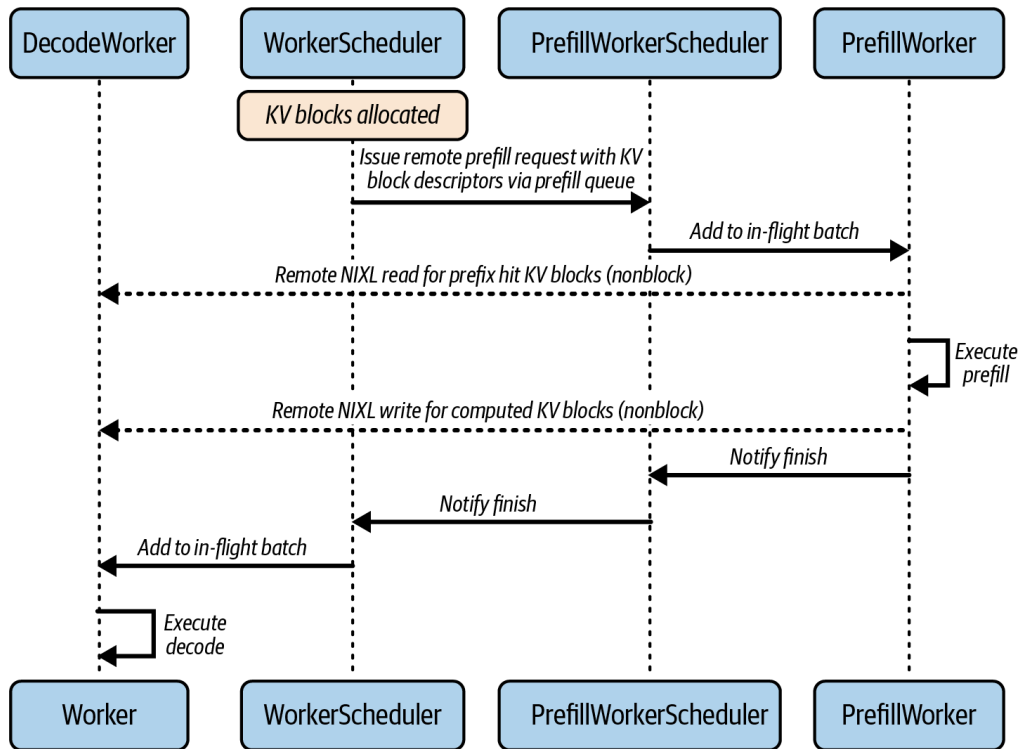 DecodeWorker
WorkerScheduler
PrefillWorkerScheduler
PrefillWorker
KV blocks allocated
Issue remote prefill request with KV
block descriptors via prefill queue
Add to in-flight batch
Remote NIXL read for prefix hit KV blocks (nonblock)
Execute
prefill
Remote NIXL write for computed KV blocks (nonblock)
Notify finish
Notify finish
Add to in-flight batch
Execute
decode
Worker
WorkerScheduler
PrefillWorkerScheduler
PrefillWorker